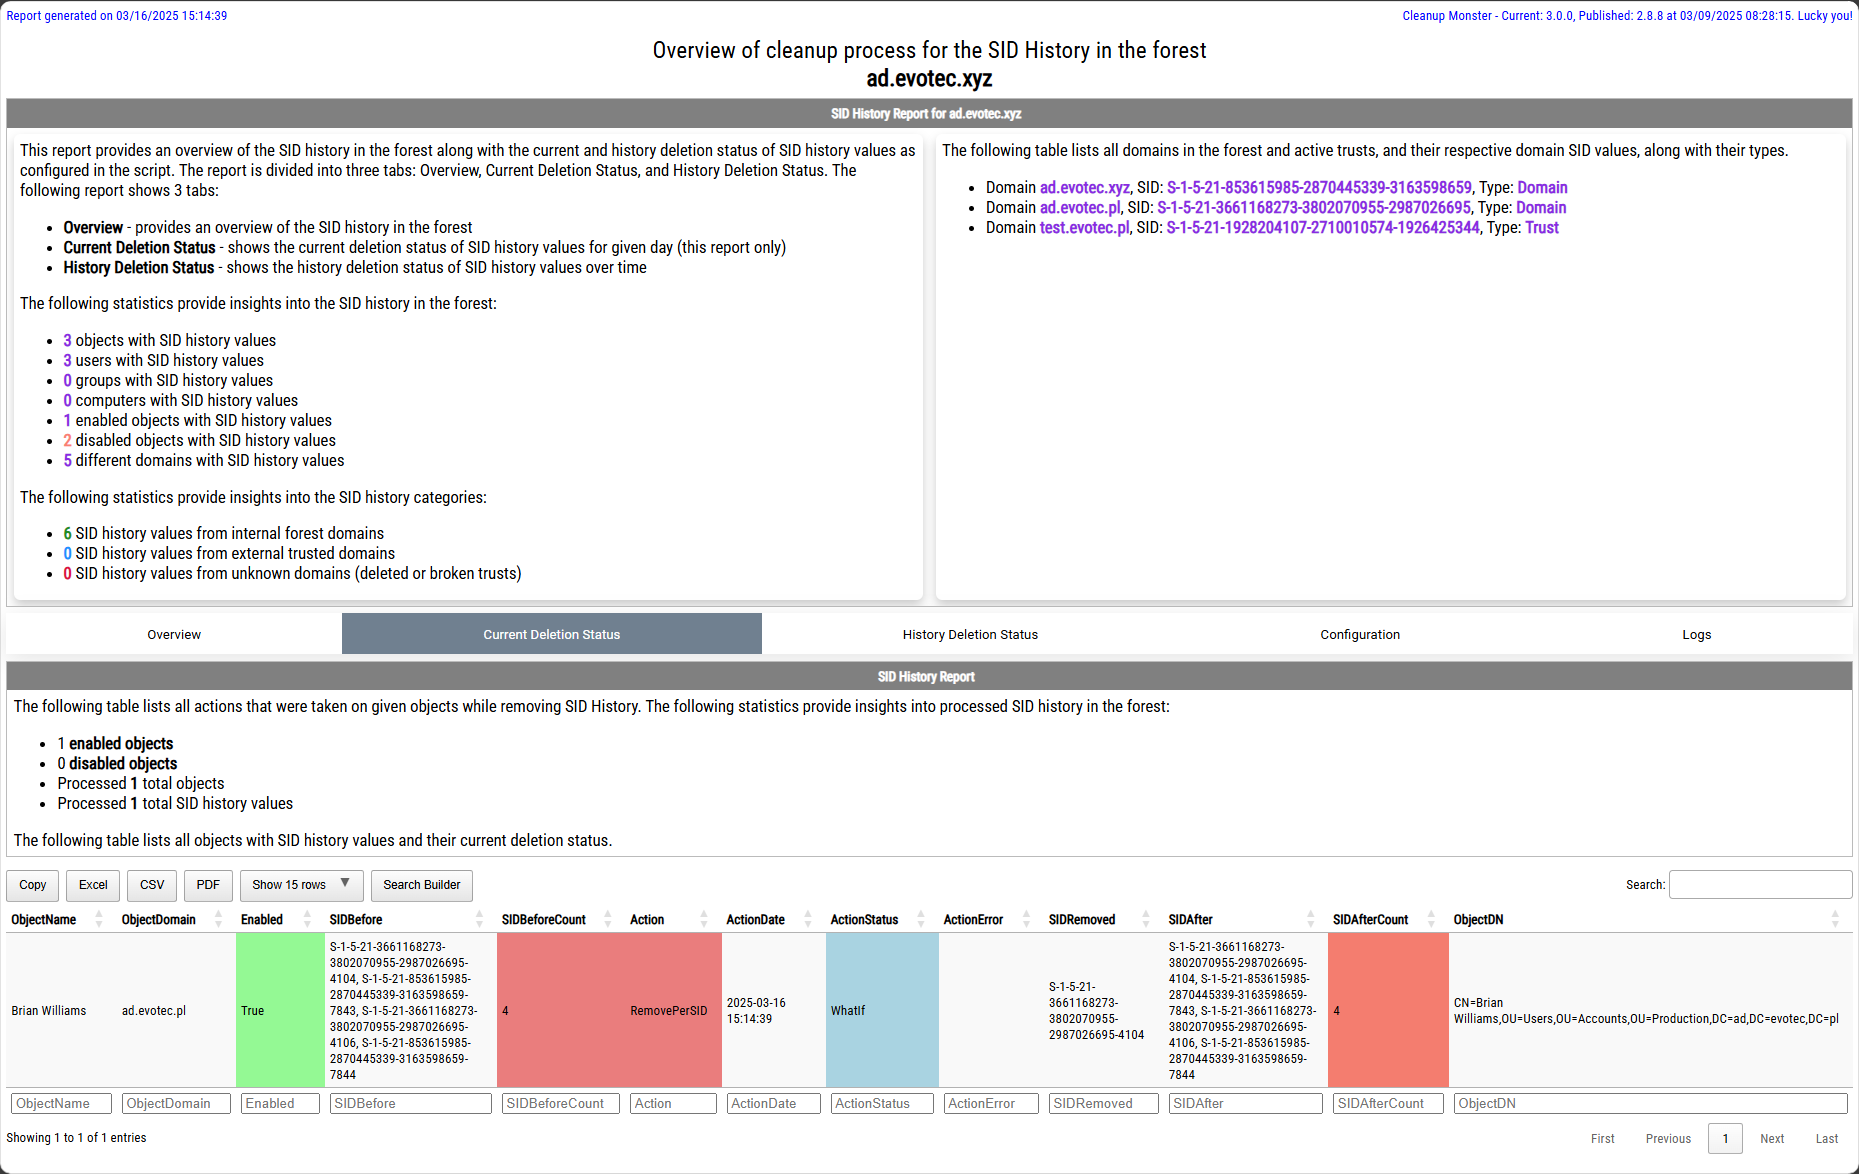 Report generated on 03/16/2025 15:14:39
Cleanup Monster - Current: 3.0.0, Published: 2.8.8 at 03/09/2025 08:28:15. Lucky you!
Overview of cleanup process for the SID History in the forest
ad.evotec.xyz
SID History Report for ad.evotec.xyz
This report provides an overview of the SID history in the forest along with the current and history deletion status of SID history values as
configured in the script. The report is divided into three tabs: Overview, Current Deletion Status, and History Deletion Status. The
following report shows 3 tabs:
Overview - provides an overview of the SID history in the forest
Current Deletion Status - shows the current deletion status of SID history values for given day (this report only)
History Deletion Status - shows the history deletion status of SID history values over time
The following statistics provide insights into the SID history in the forest:
3 objects with SID history values
3 users with SID history values
0 groups with SID history values
0 computers with SID history values
1 enabled objects with SID history values
2 disabled objects with SID history values
5 different domains with SID history values
The following statistics provide insights into the SID history categories:
6 SID history values from internal forest domains
0 SID history values from external trusted domains
0 SID history values from unknown domains (deleted or broken trusts)
The following table lists all domains in the forest and active trusts, and their respective domain SID values, along with their types.
Domain ad.evotec.xyz, SID: S-1-5-21-853615985-2870445339-3163598659, Type: Domain
Domain ad.evotec.pl, SID: S-1-5-21-3661168273-3802070955-2987026695, Type: Domain
Domain test.evotec.pl, SID: S-1-5-21-1928204107-2710010574-1926425344, Type: Trust
Overview
Current Deletion Status
History Deletion Status
Configuration
Logs
SID History Report
The following table lists all actions that were taken on given objects while removing SID History. The following statistics provide insights into processed SID history in the forest:
1 enabled objects
0 disabled objects
Processed 1 total objects
Processed 1 total SID history values
The following table lists all objects with SID history values and their current deletion status.
Copy
Excel
CSV
PDF
Show 15 rows
Search Builder
Search:
ObjectName
ObjectDomain
Enabled
SIDBefore
SIDBeforeCount
Action
ActionDate
ActionStatus
ActionError
SIDRemoved
SIDAfter
SIDAfterCount
ObjectDN
Brian Williams
ad.evotec.pl
True
S-1-5-21-3661168273-
3802070955-2987026695-
4104, S-1-5-21-853615985-
2870445339-3163598659-
7843, S-1-5-21-3661168273-
3802070955-2987026695-
4106, S-1-5-21-853615985-
2870445339-3163598659-
7844
4
RemovePerSID
2025-03-16
15:14:39
WhatIf
S-1-5-21-
3661168273-
3802070955-
2987026695-4104
S-1-5-21-3661168273-
3802070955-2987026695-
4104, S-1-5-21-853615985-
2870445339-3163598659-
7843, S-1-5-21-3661168273-
3802070955-2987026695-
4106, S-1-5-21-853615985-
2870445339-3163598659-
7844
4
CN=Brian
Williams,OU=Users,OU=Accounts,OU=Production,DC=ad,DC=evotec,DC=pl
ObjectName
ObjectDomain
Enabled
SIDBefore
SIDBeforeCount
Action
ActionDate
ActionStatus
ActionError
SIDRemoved
SIDAfter
SIDAfterCount
ObjectDN
Showing 1 to 1 of 1 entries
First
Previous
1
Next
Last